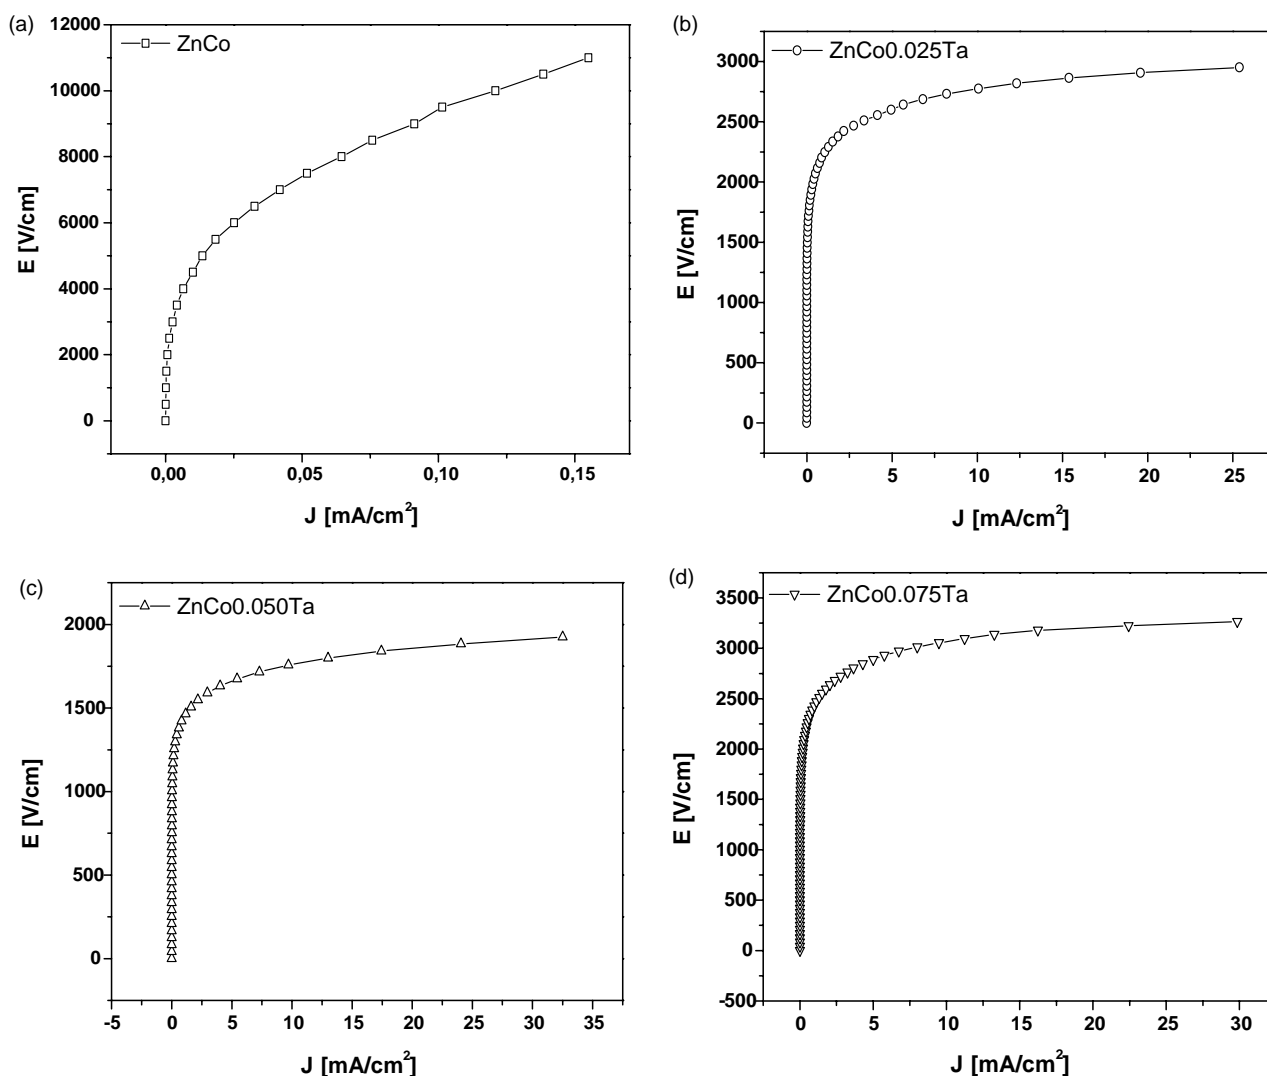 (a)
ZnCo
12000
10000
8000
6000
4000
2000
0
E [V/cm]
0,00 0,05 0,10 0,15
J [mA/cm²]
(b)
ZnCo0.025Ta
3000
2500
2000
1500
1000
500
0
E [V/cm]
0 5 10 15 20 25
J [mA/cm²]
(c)
ZnCo0.050Ta
2000
1500
1000
500
0
E [V/cm]
-5 0 5 10 15 20 25 30 35
J [mA/cm²]
(d)
ZnCo0.075Ta
3500
3000
2500
2000
1500
1000
500
0
-500
E [V/cm]
0 5 10 15 20 25 30
J [mA/cm²]